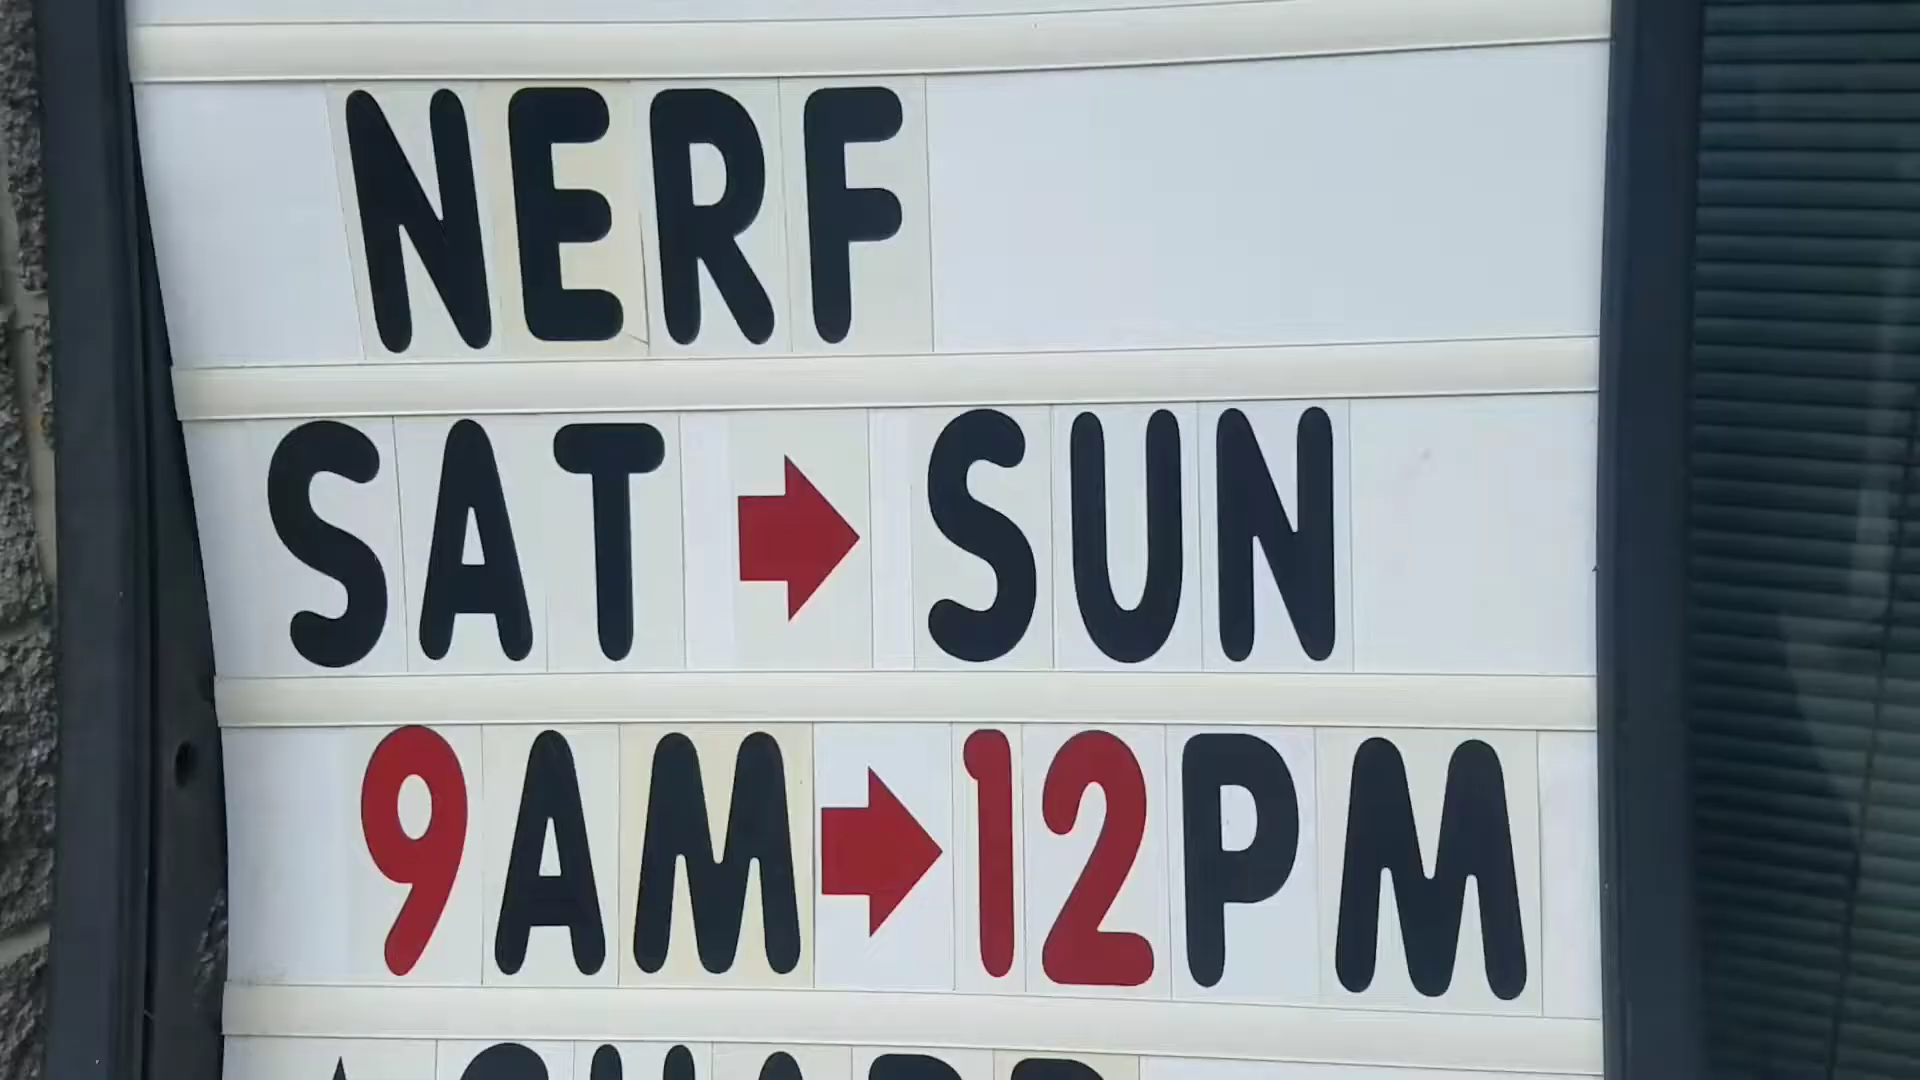 NERF
SAT → SUN
9AM → 12PM